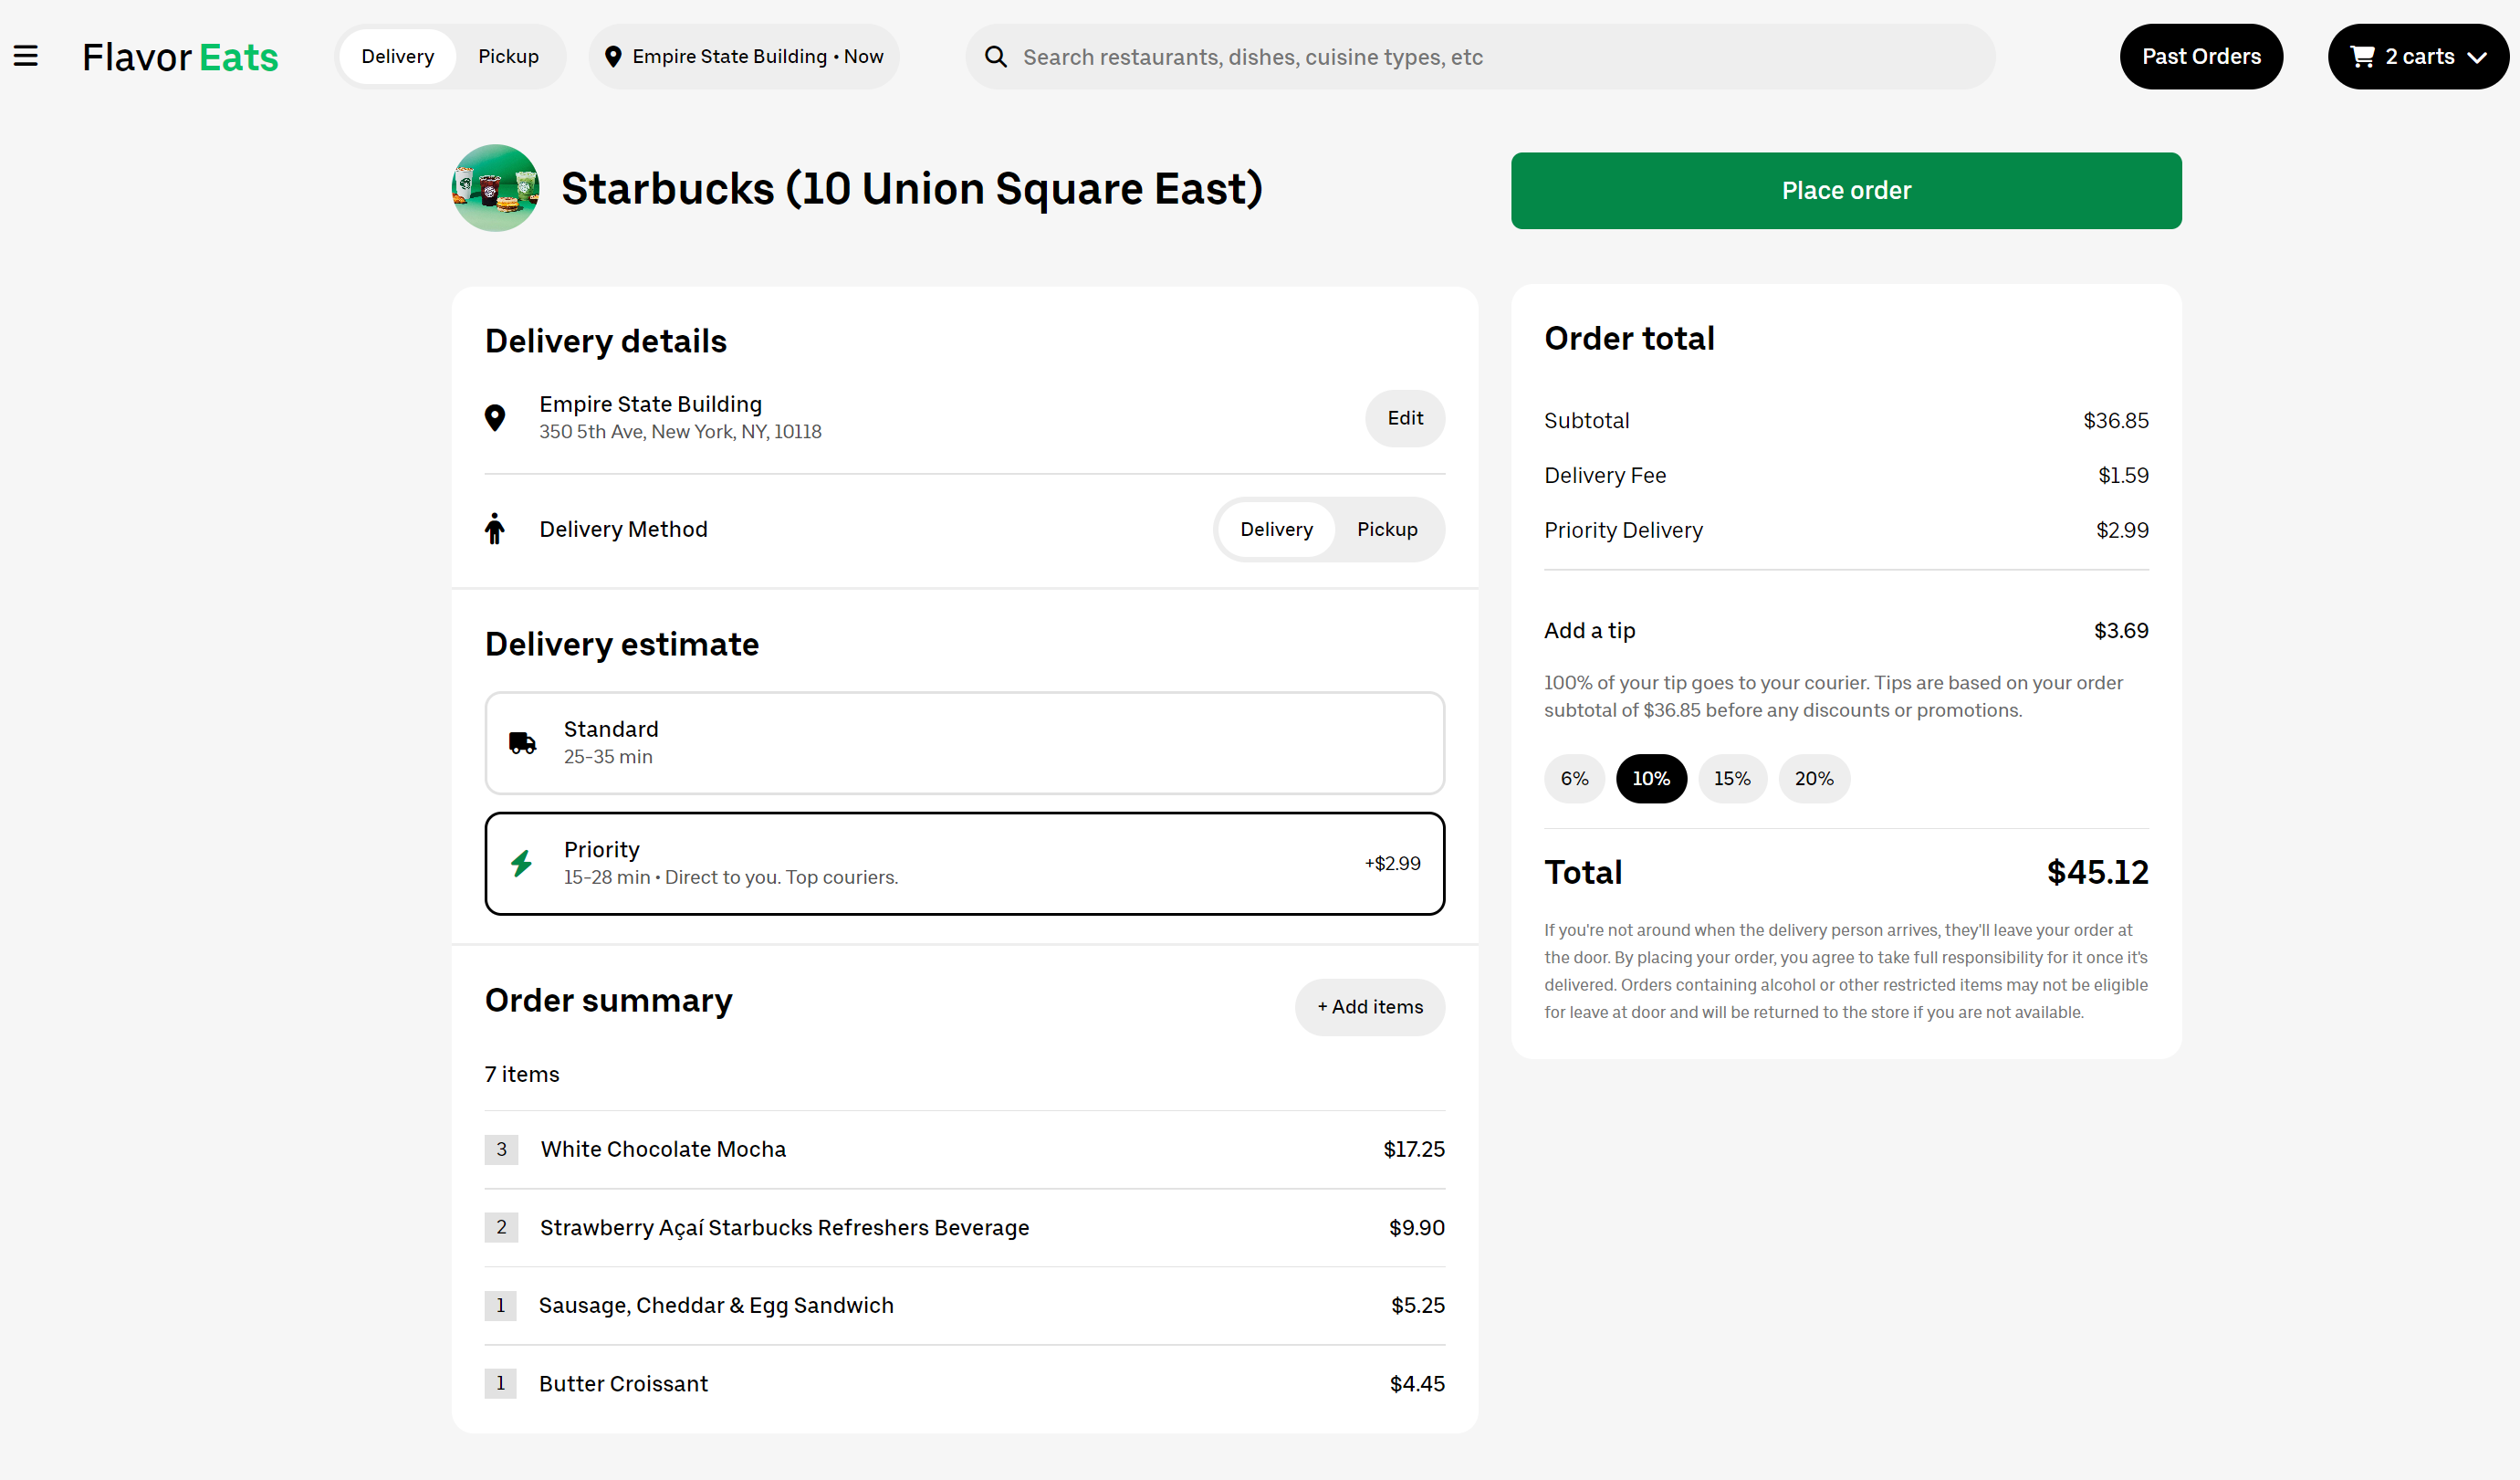 Flavor Eats
Delivery
Pickup
Empire State Building • Now
Search restaurants, dishes, cuisine types, etc
Past Orders
2 carts
Starbucks (10 Union Square East)
Place order
Delivery details
Empire State Building
350 5th Ave, New York, NY, 10118
Edit
Delivery Method
Delivery
Pickup
Delivery estimate
Standard
25-35 min
Priority
15-28 min • Direct to you. Top couriers.
+$2.99
Order summary
+ Add items
7 items
3 White Chocolate Mocha $17.25
2 Strawberry Açaí Starbucks Refreshers Beverage $9.90
1 Sausage, Cheddar & Egg Sandwich $5.25
1 Butter Croissant $4.45
Order total
Subtotal $36.85
Delivery Fee $1.59
Priority Delivery $2.99
Add a tip $3.69
100% of your tip goes to your courier. Tips are based on your order
subtotal of $36.85 before any discounts or promotions.
6% 10% 15% 20%
Total $45.12
If you're not around when the delivery person arrives, they'll leave your order at
the door. By placing your order, you agree to take full responsibility for it once it's
delivered. Orders containing alcohol or other restricted items may not be eligible
for leave at door and will be returned to the store if you are not available.